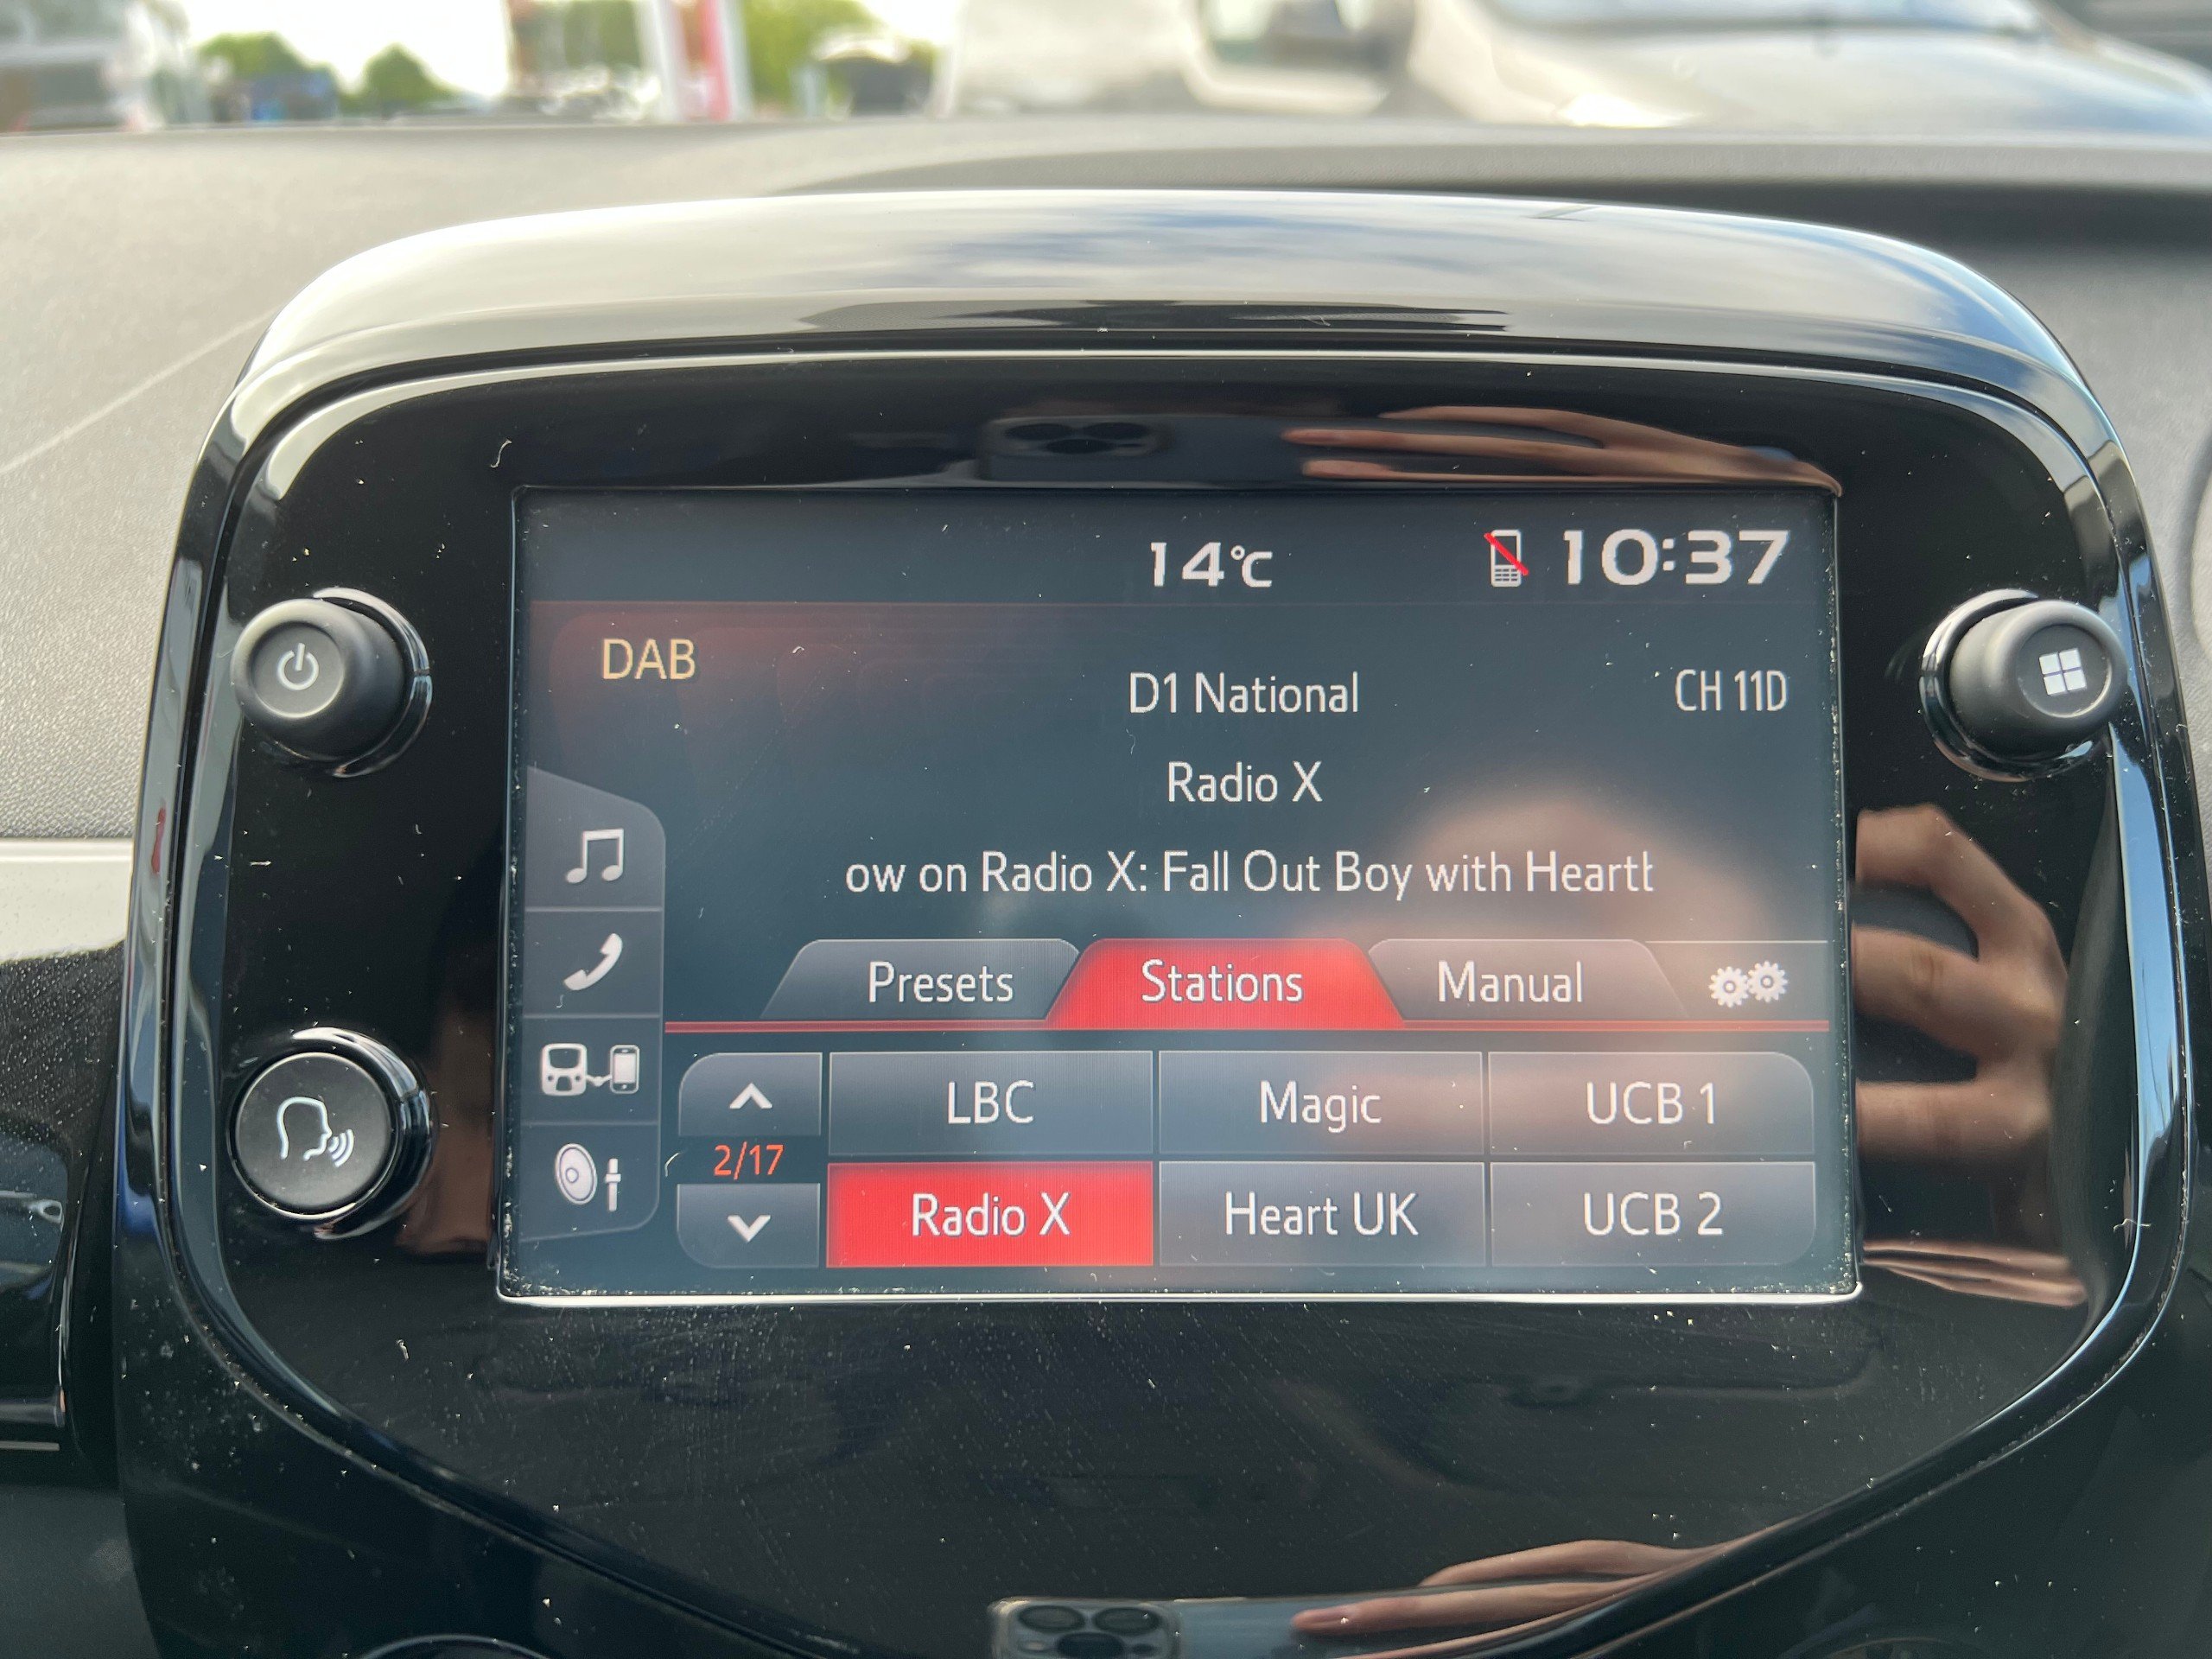 14°C 10:37
DAB
D1 National CH 11D
Radio X
ow on Radio X: Fall Out Boy with Heart
Presets Stations Manual
LBC Magic UCB 1
2/17
Radio X Heart UK UCB 2